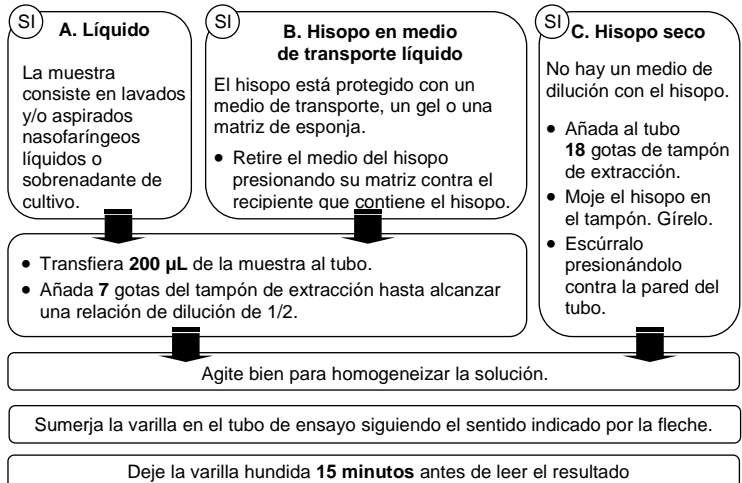 SI
A. Líquido
La muestra
consiste en lavados
y/o aspirados
nasofaríngeos
líquidos o
sobrenadante de
cultivo.
SI
B. Hisopo en medio
de transporte líquido
El hisopo está protegido con un
medio de transporte, un gel o una
matriz de esponja.
• Retire el medio del hisopo
presionando su matriz contra el
recipiente que contiene el hisopo.
SI
C. Hisopo seco
No hay un medio de
dilución con el hisopo.
• Añada al tubo
18 gotas de tampón
de extracción.
• Moje el hisopo en
el tampón. Gírelo.
• Escúrralo
presionándolo
contra la pared del
tubo.
• Transfiera 200 µL de la muestra al tubo.
• Añada 7 gotas del tampón de extracción hasta alcanzar
una relación de dilución de 1/2.
Agite bien para homogeneizar la solución.
Sumerja la varilla en el tubo de ensayo siguiendo el sentido indicado por la fleche.
Deje la varilla hundida 15 minutos antes de leer el resultado